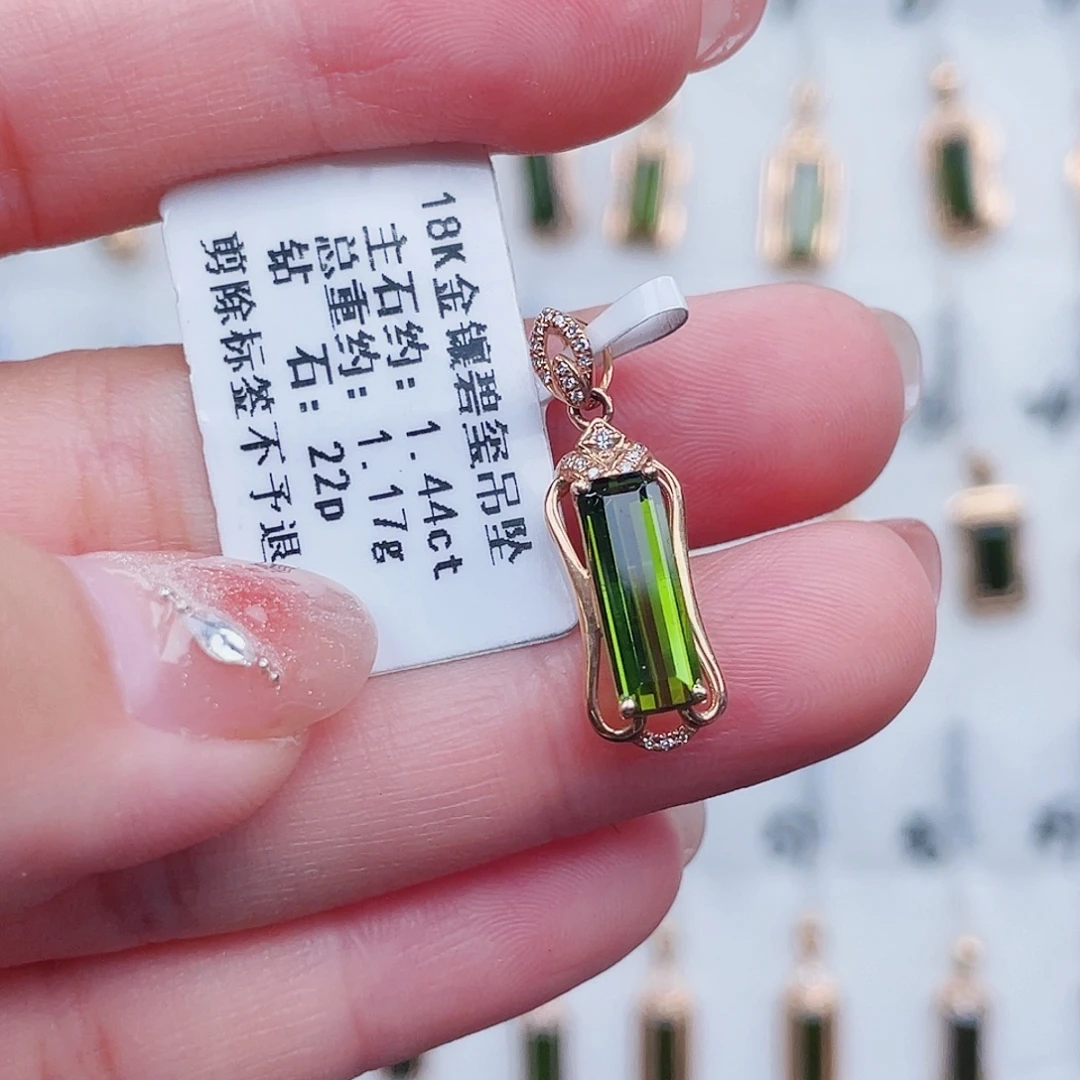 18K金镶碧玺吊坠
主石约: 1.44ct
总重约: 1.17g
钻 石: 22p
剪除标签不予退